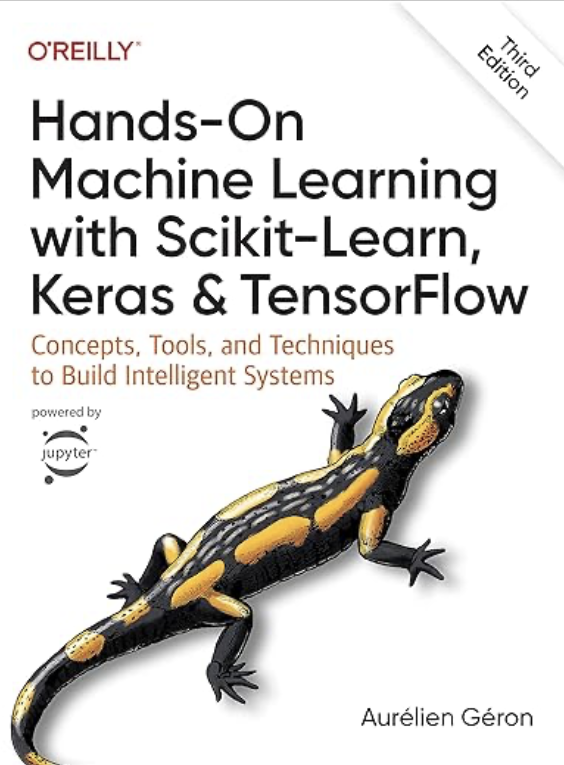 O'REILLY®
Third
Edition
Hands-On
Machine Learning
with Scikit-Learn,
Keras & TensorFlow
Concepts, Tools, and Techniques
to Build Intelligent Systems
powered by
jupyter™
Aurélien Géron